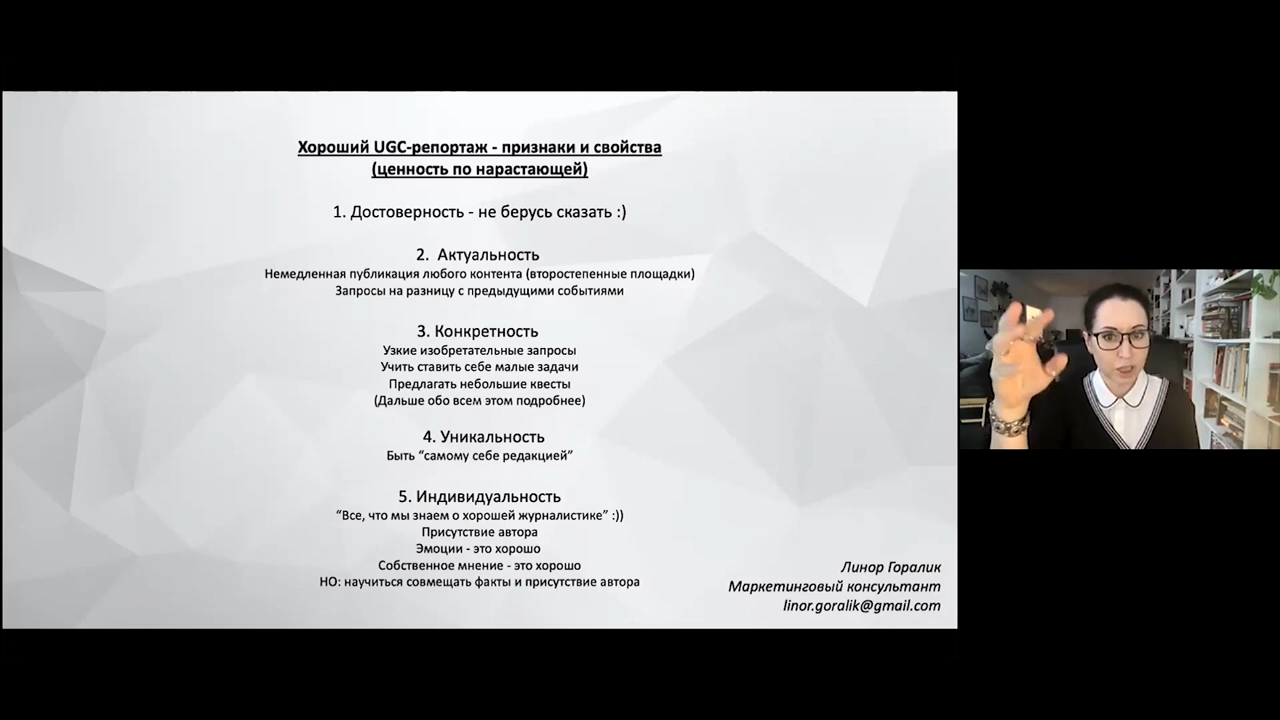 Хороший UGC-репортаж - признаки и свойства
(ценность по нарастающей)
1. Достоверность - не берусь сказать :)
2. Актуальность
Немедленная публикация любого контента (второстепенные площадки)
Запросы на разницу с предыдущими событиями
3. Конкретность
Узкие изобретательные запросы
Учить ставить себе малые задачи
Предлагать небольшие квесты
(Дальше обо всем этом подробнее)
4. Уникальность
Быть “самому себе редакцией”
5. Индивидуальность
“Все, что мы знаем о хорошей журналистике” :))
Присутствие автора
Эмоции - это хорошо
Собственное мнение - это хорошо
НО: научиться совмещать факты и присутствие автора
Линор Горалик
Маркетинговый консультант
linor.goralik@gmail.com